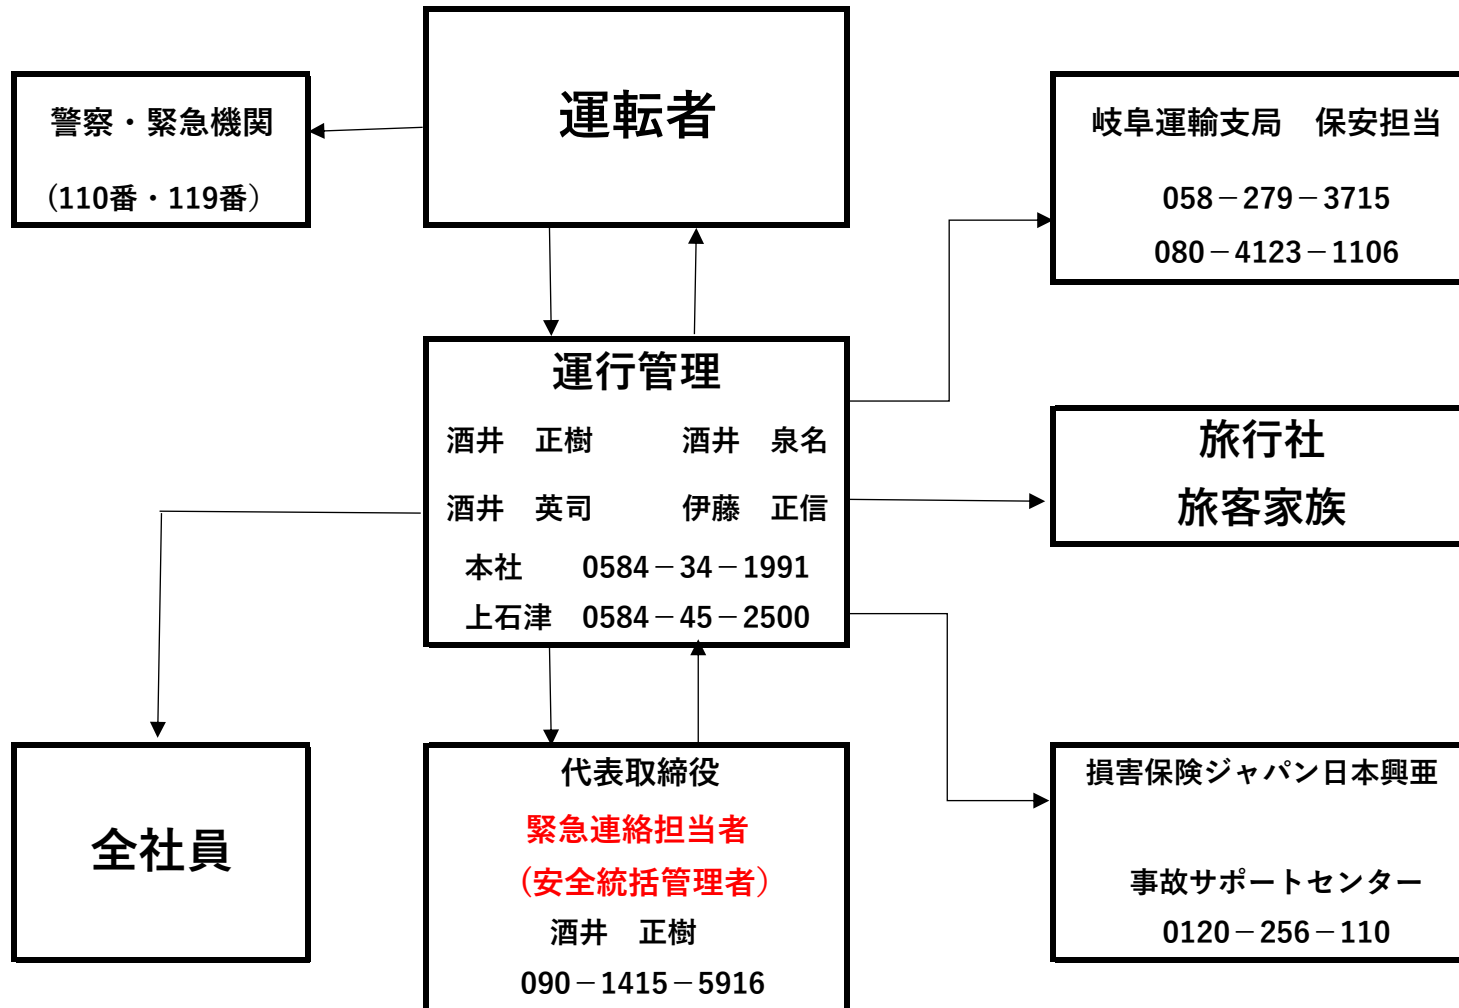 運転者
警察・緊急機関
（110番・119番）
岐阜運輸支局　保安担当
058－279－3715
080－4123－1106
運行管理
酒井　正樹　　　酒井　泉名
酒井　英司　　　伊藤　正信
本社　　0584－34－1991
上石津　0584－45－2500
旅行社
旅客家族
全社員
代表取締役
緊急連絡担当者
（安全統括管理者）
酒井　正樹
090－1415－5916
損害保険ジャパン日本興亜
事故サポートセンター
0120－256－110